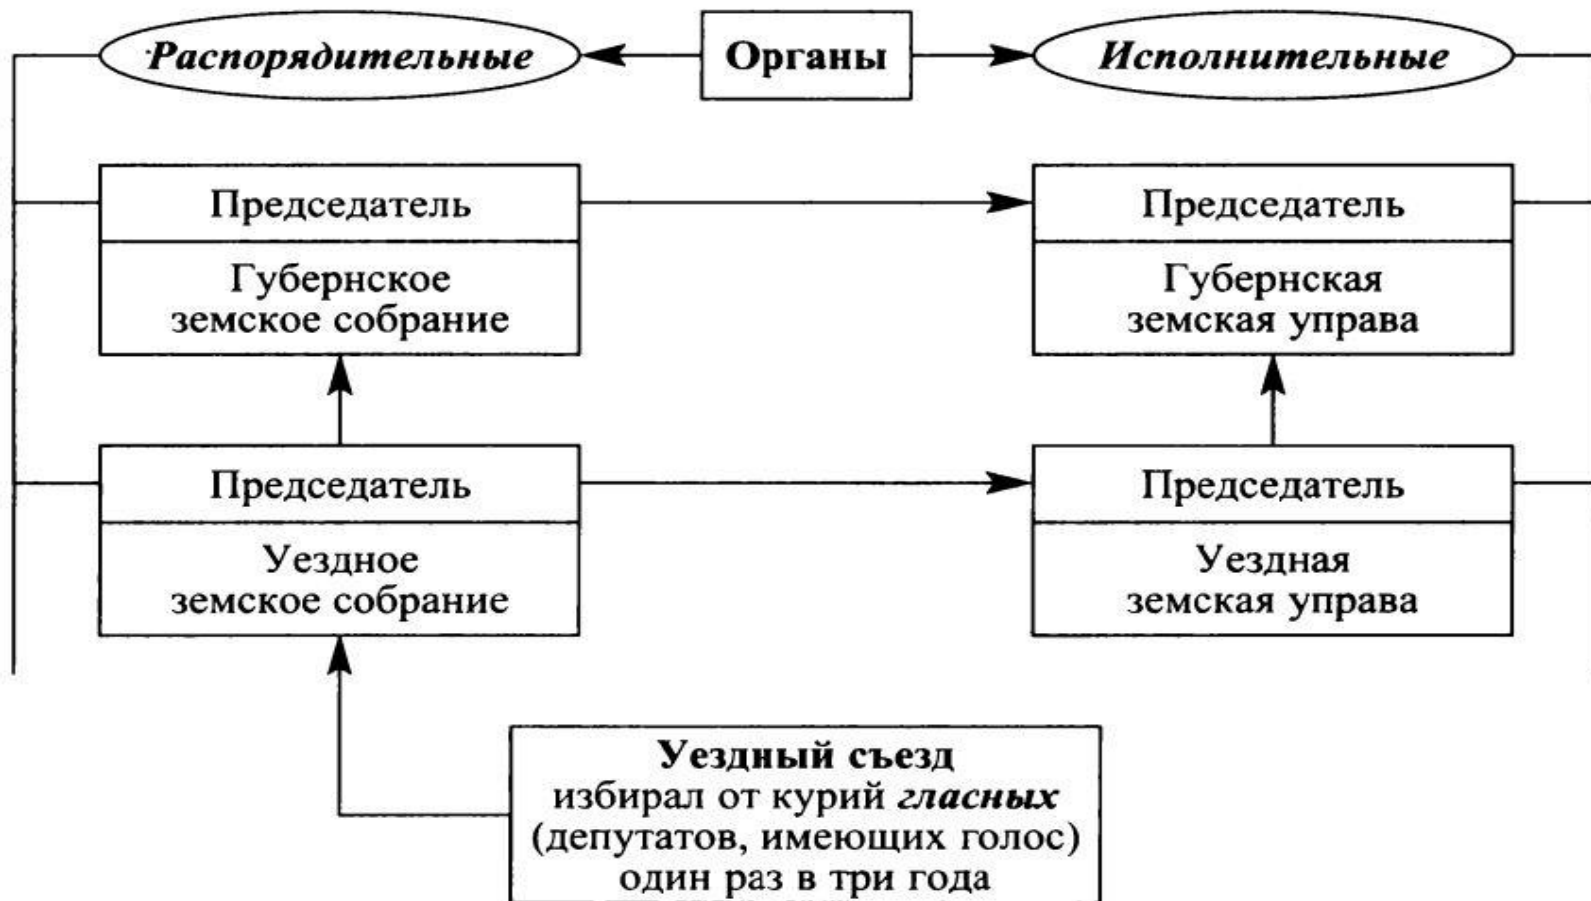 Распорядительные
Органы
Исполнительные
Председатель
Губернское
земское собрание
Председатель
Губернская
земская управа
Председатель
Уездное
земское собрание
Председатель
Уездная
земская управа
Уездный съезд
избирал от курий гласных
(депутатов, имеющих голос)
один раз в три года